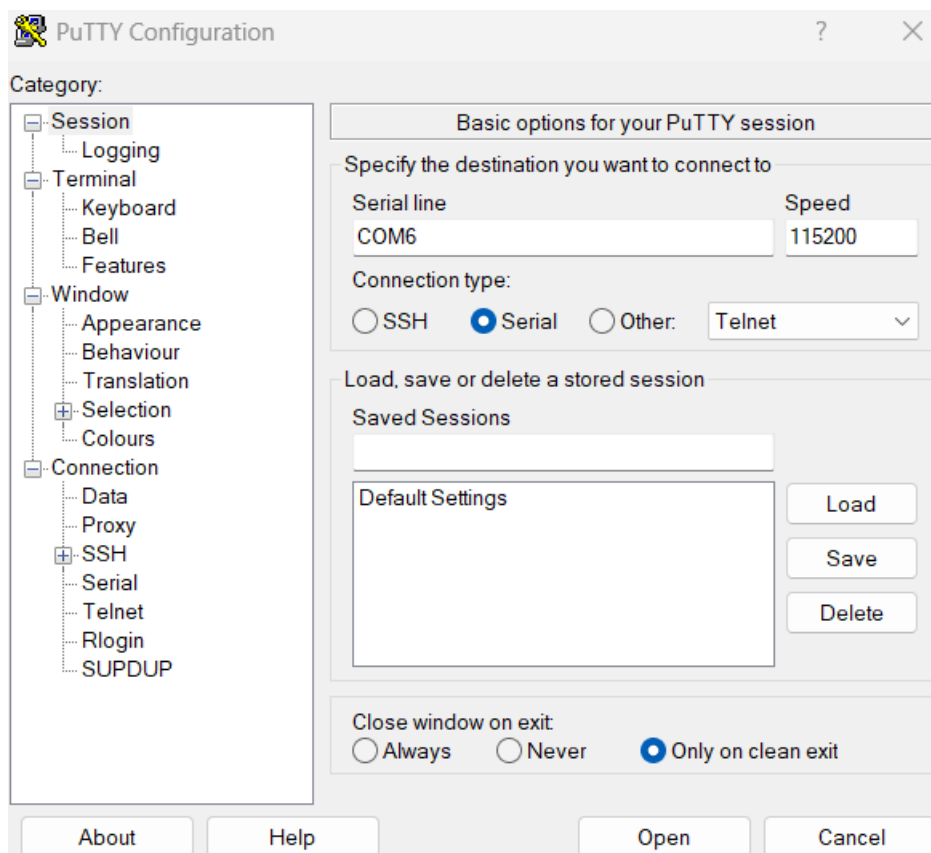 PuTTY Configuration
?
Category:
Session
Logging
Terminal
Keyboard
Bell
Features
Window
Appearance
Behaviour
Translation
Selection
Colours
Connection
Data
Proxy
SSH
Serial
Telnet
Rlogin
SUPDUP
Basic options for your PuTTY session
Specify the destination you want to connect to
Serial line Speed
COM6 115200
Connection type:
SSH Serial Other: Telnet
Load, save or delete a stored session
Saved Sessions
Default Settings
Load
Save
Delete
Close window on exit:
Always Never Only on clean exit
About Help Open Cancel